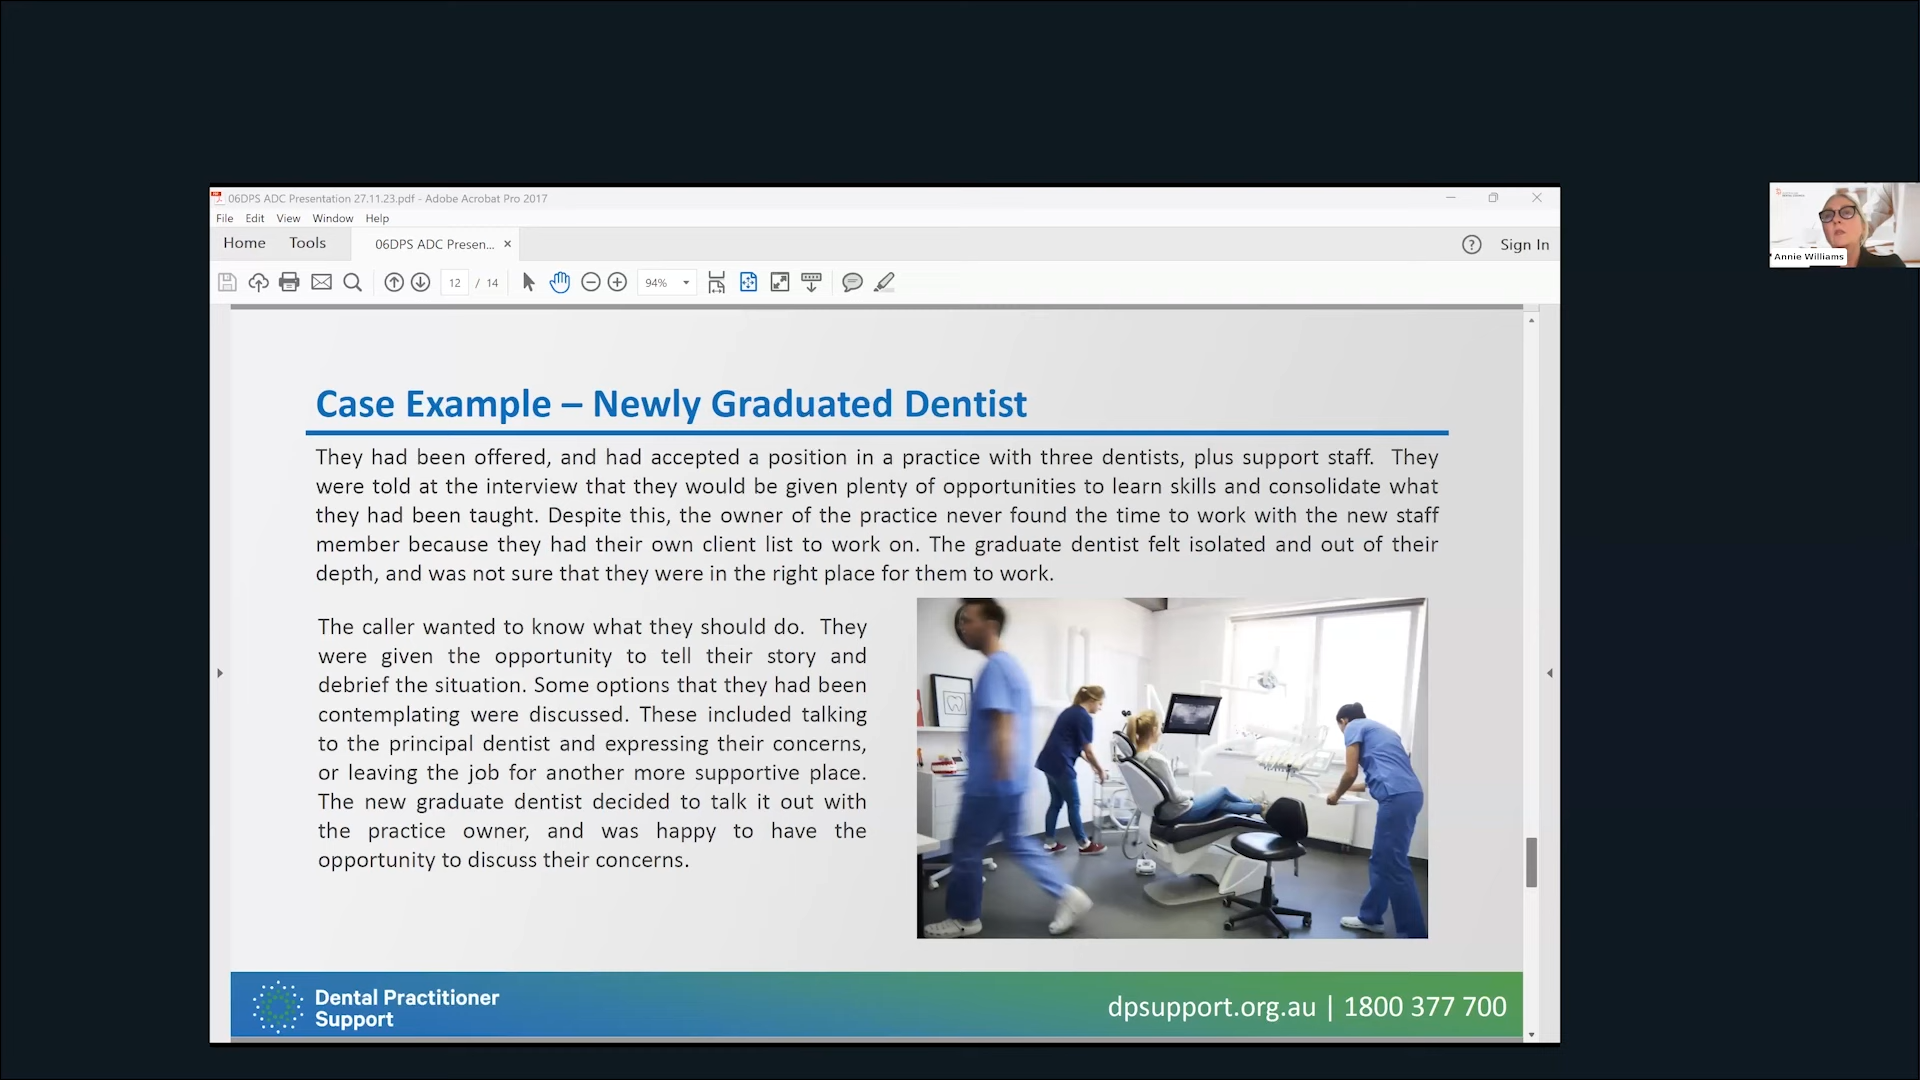 06DPS ADC Presentation 27.11.23.pdf - Adobe Acrobat Pro 2017
File Edit View Window Help
Home Tools 06DPS ADC Presen... Sign In
12 / 14 94%
Case Example – Newly Graduated Dentist
They had been offered, and had accepted a position in a practice with three dentists, plus support staff. They
were told at the interview that they would be given plenty of opportunities to learn skills and consolidate what
they had been taught. Despite this, the owner of the practice never found the time to work with the new staff
member because they had their own client list to work on. The graduate dentist felt isolated and out of their
depth, and was not sure that they were in the right place for them to work.
The caller wanted to know what they should do. They
were given the opportunity to tell their story and
debrief the situation. Some options that they had been
contemplating were discussed. These included talking
to the principal dentist and expressing their concerns,
or leaving the job for another more supportive place.
The new graduate dentist decided to talk it out with
the practice owner, and was happy to have the
opportunity to discuss their concerns.
Dental Practitioner
Support
dpsupport.org.au | 1800 377 700
Annie Williams